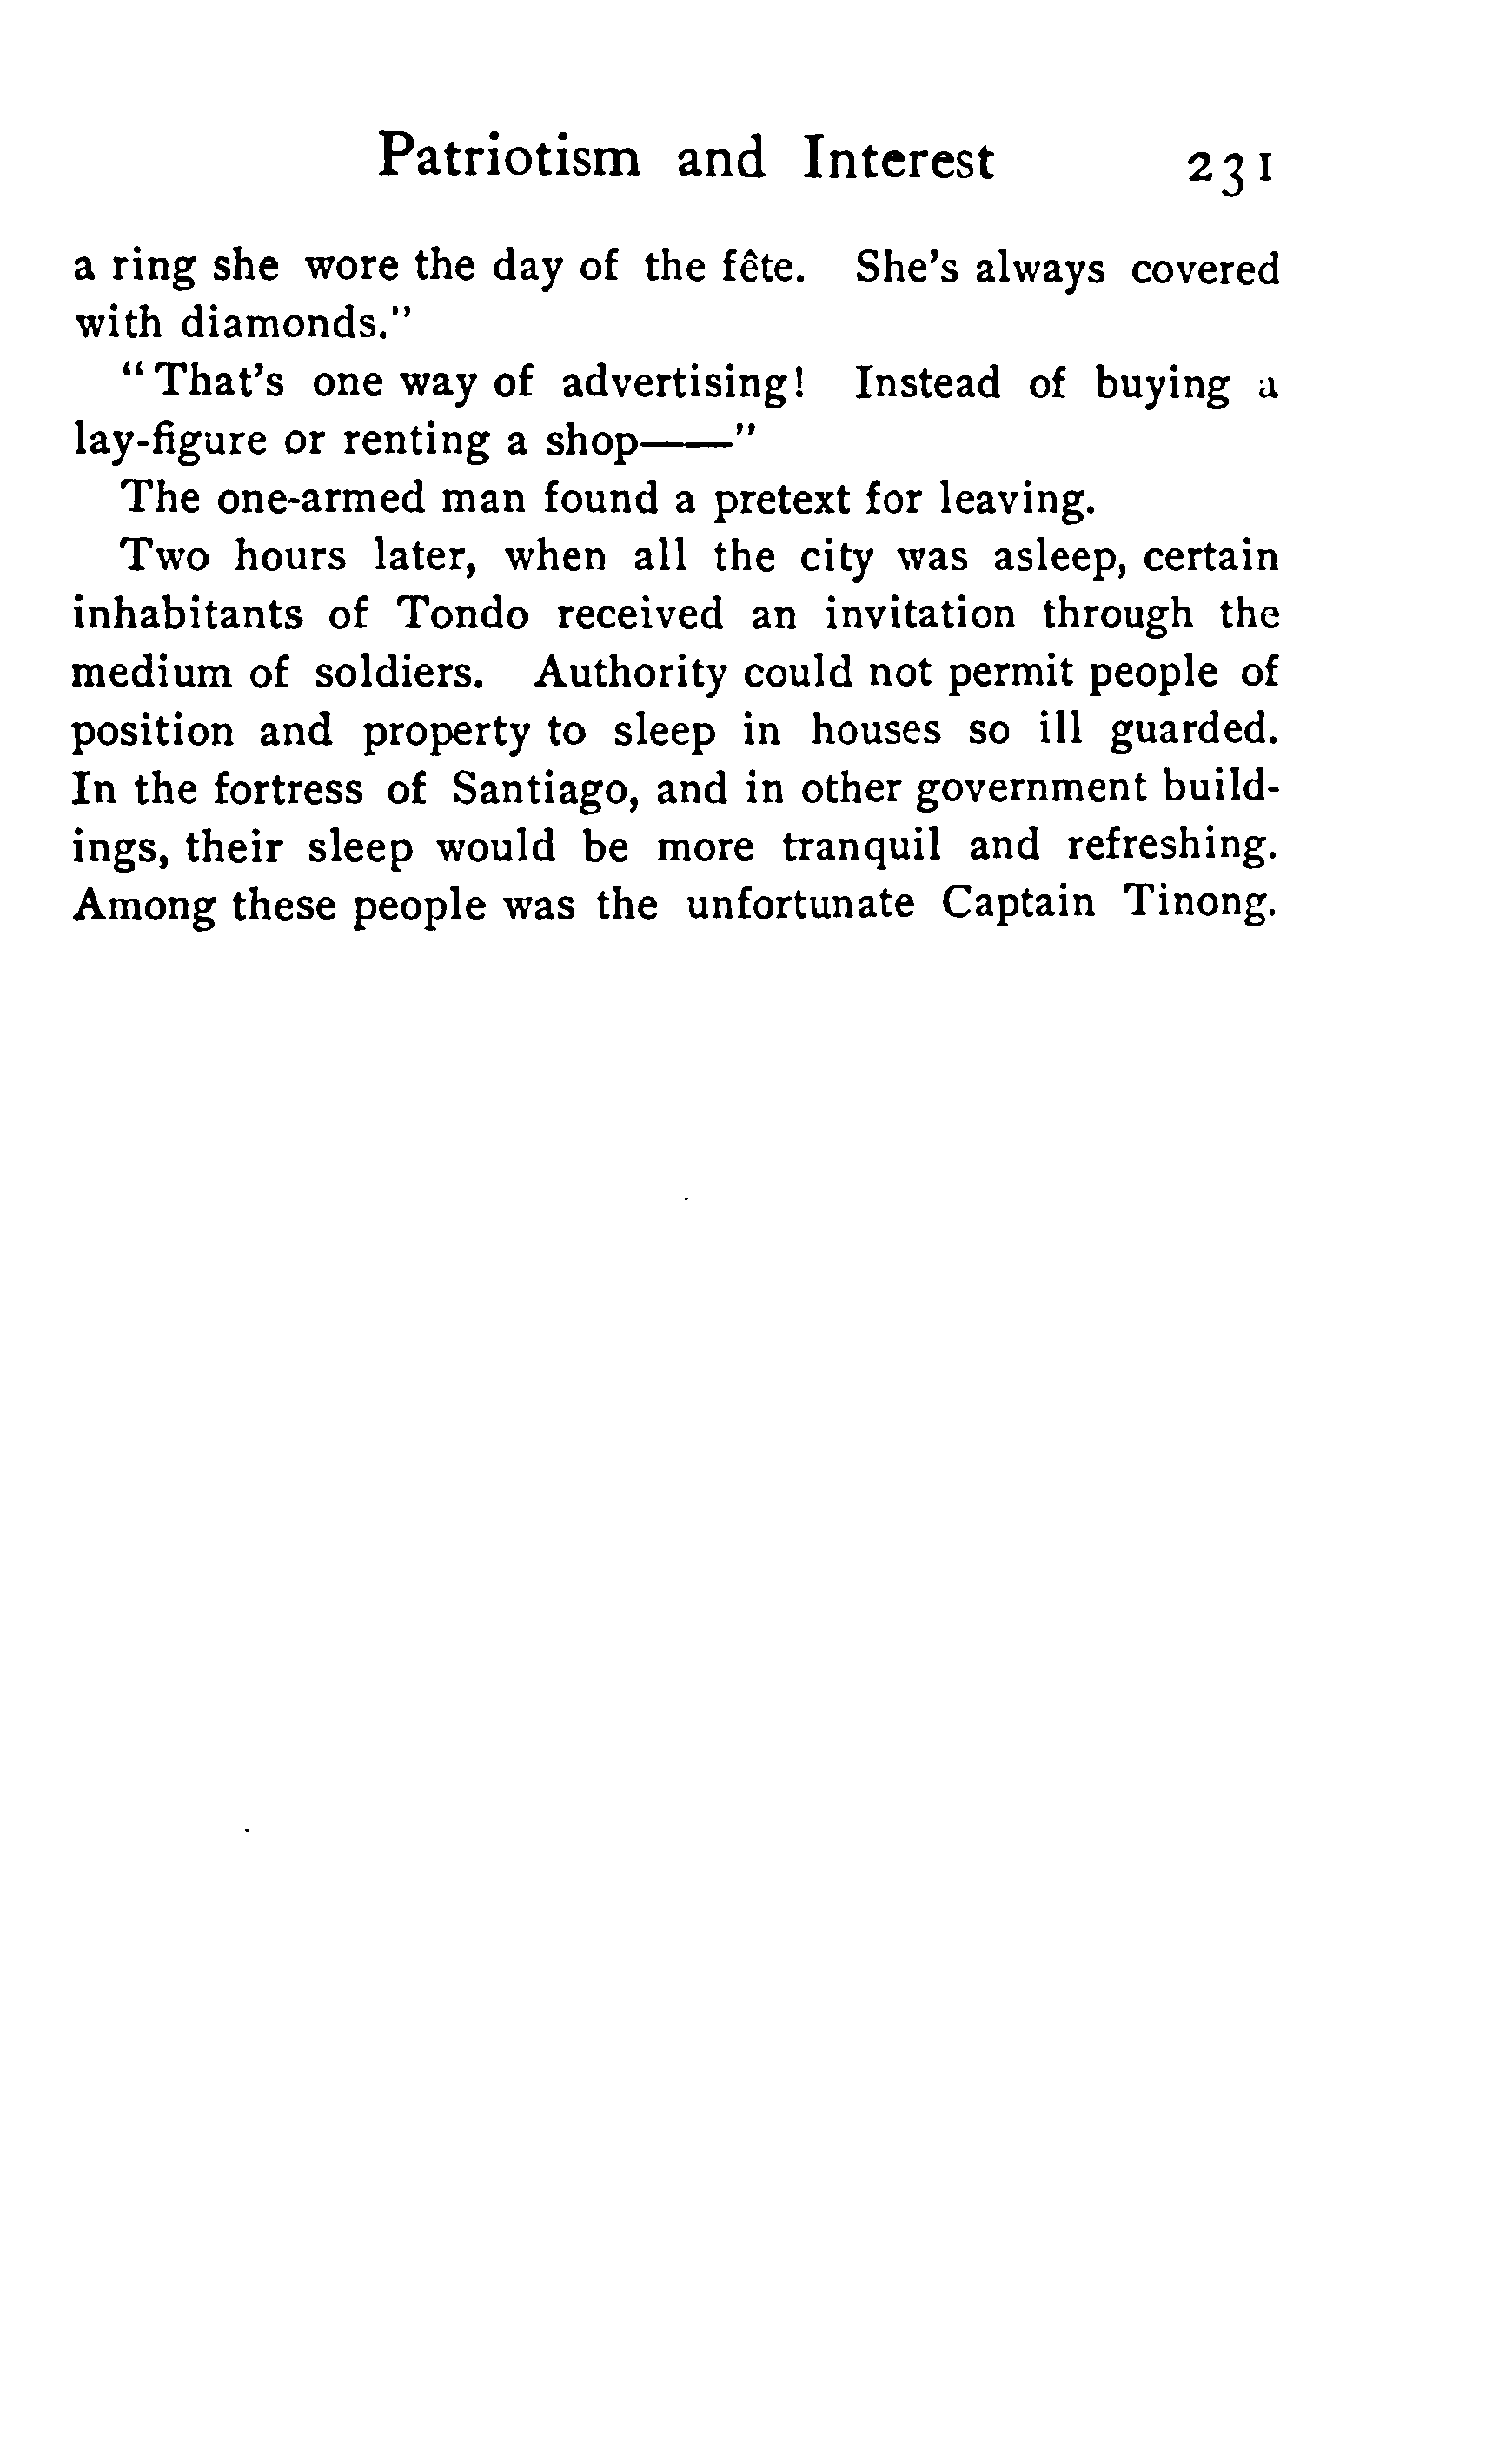 Patriotism and Interest 231
a ring she wore the day of the fête. She's always covered
with diamonds."
"That's one way of advertising! Instead of buying a
lay-figure or renting a shop——"
The one-armed man found a pretext for leaving.
Two hours later, when all the city was asleep, certain
inhabitants of Tondo received an invitation through the
medium of soldiers. Authority could not permit people of
position and property to sleep in houses so ill guarded.
In the fortress of Santiago, and in other government build-
ings, their sleep would be more tranquil and refreshing.
Among these people was the unfortunate Captain Tinong.